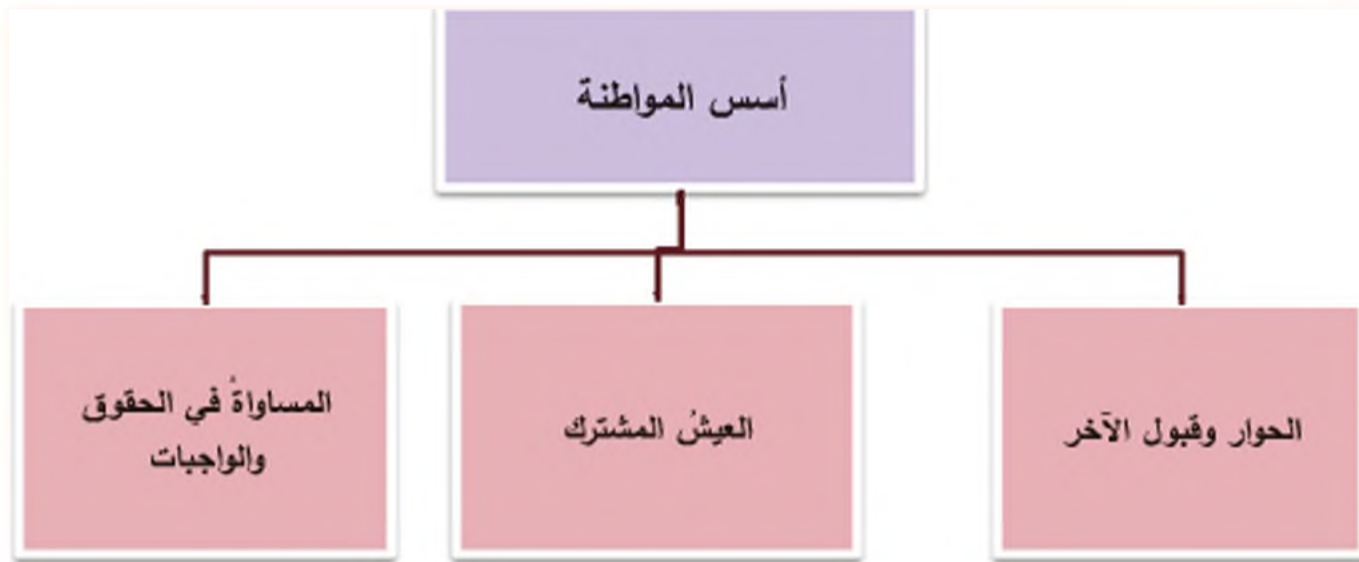 أسس المواطنة
الحوار وقبول الآخر
العيشُ المشترك
المساواةُ في الحقوق
والواجبات